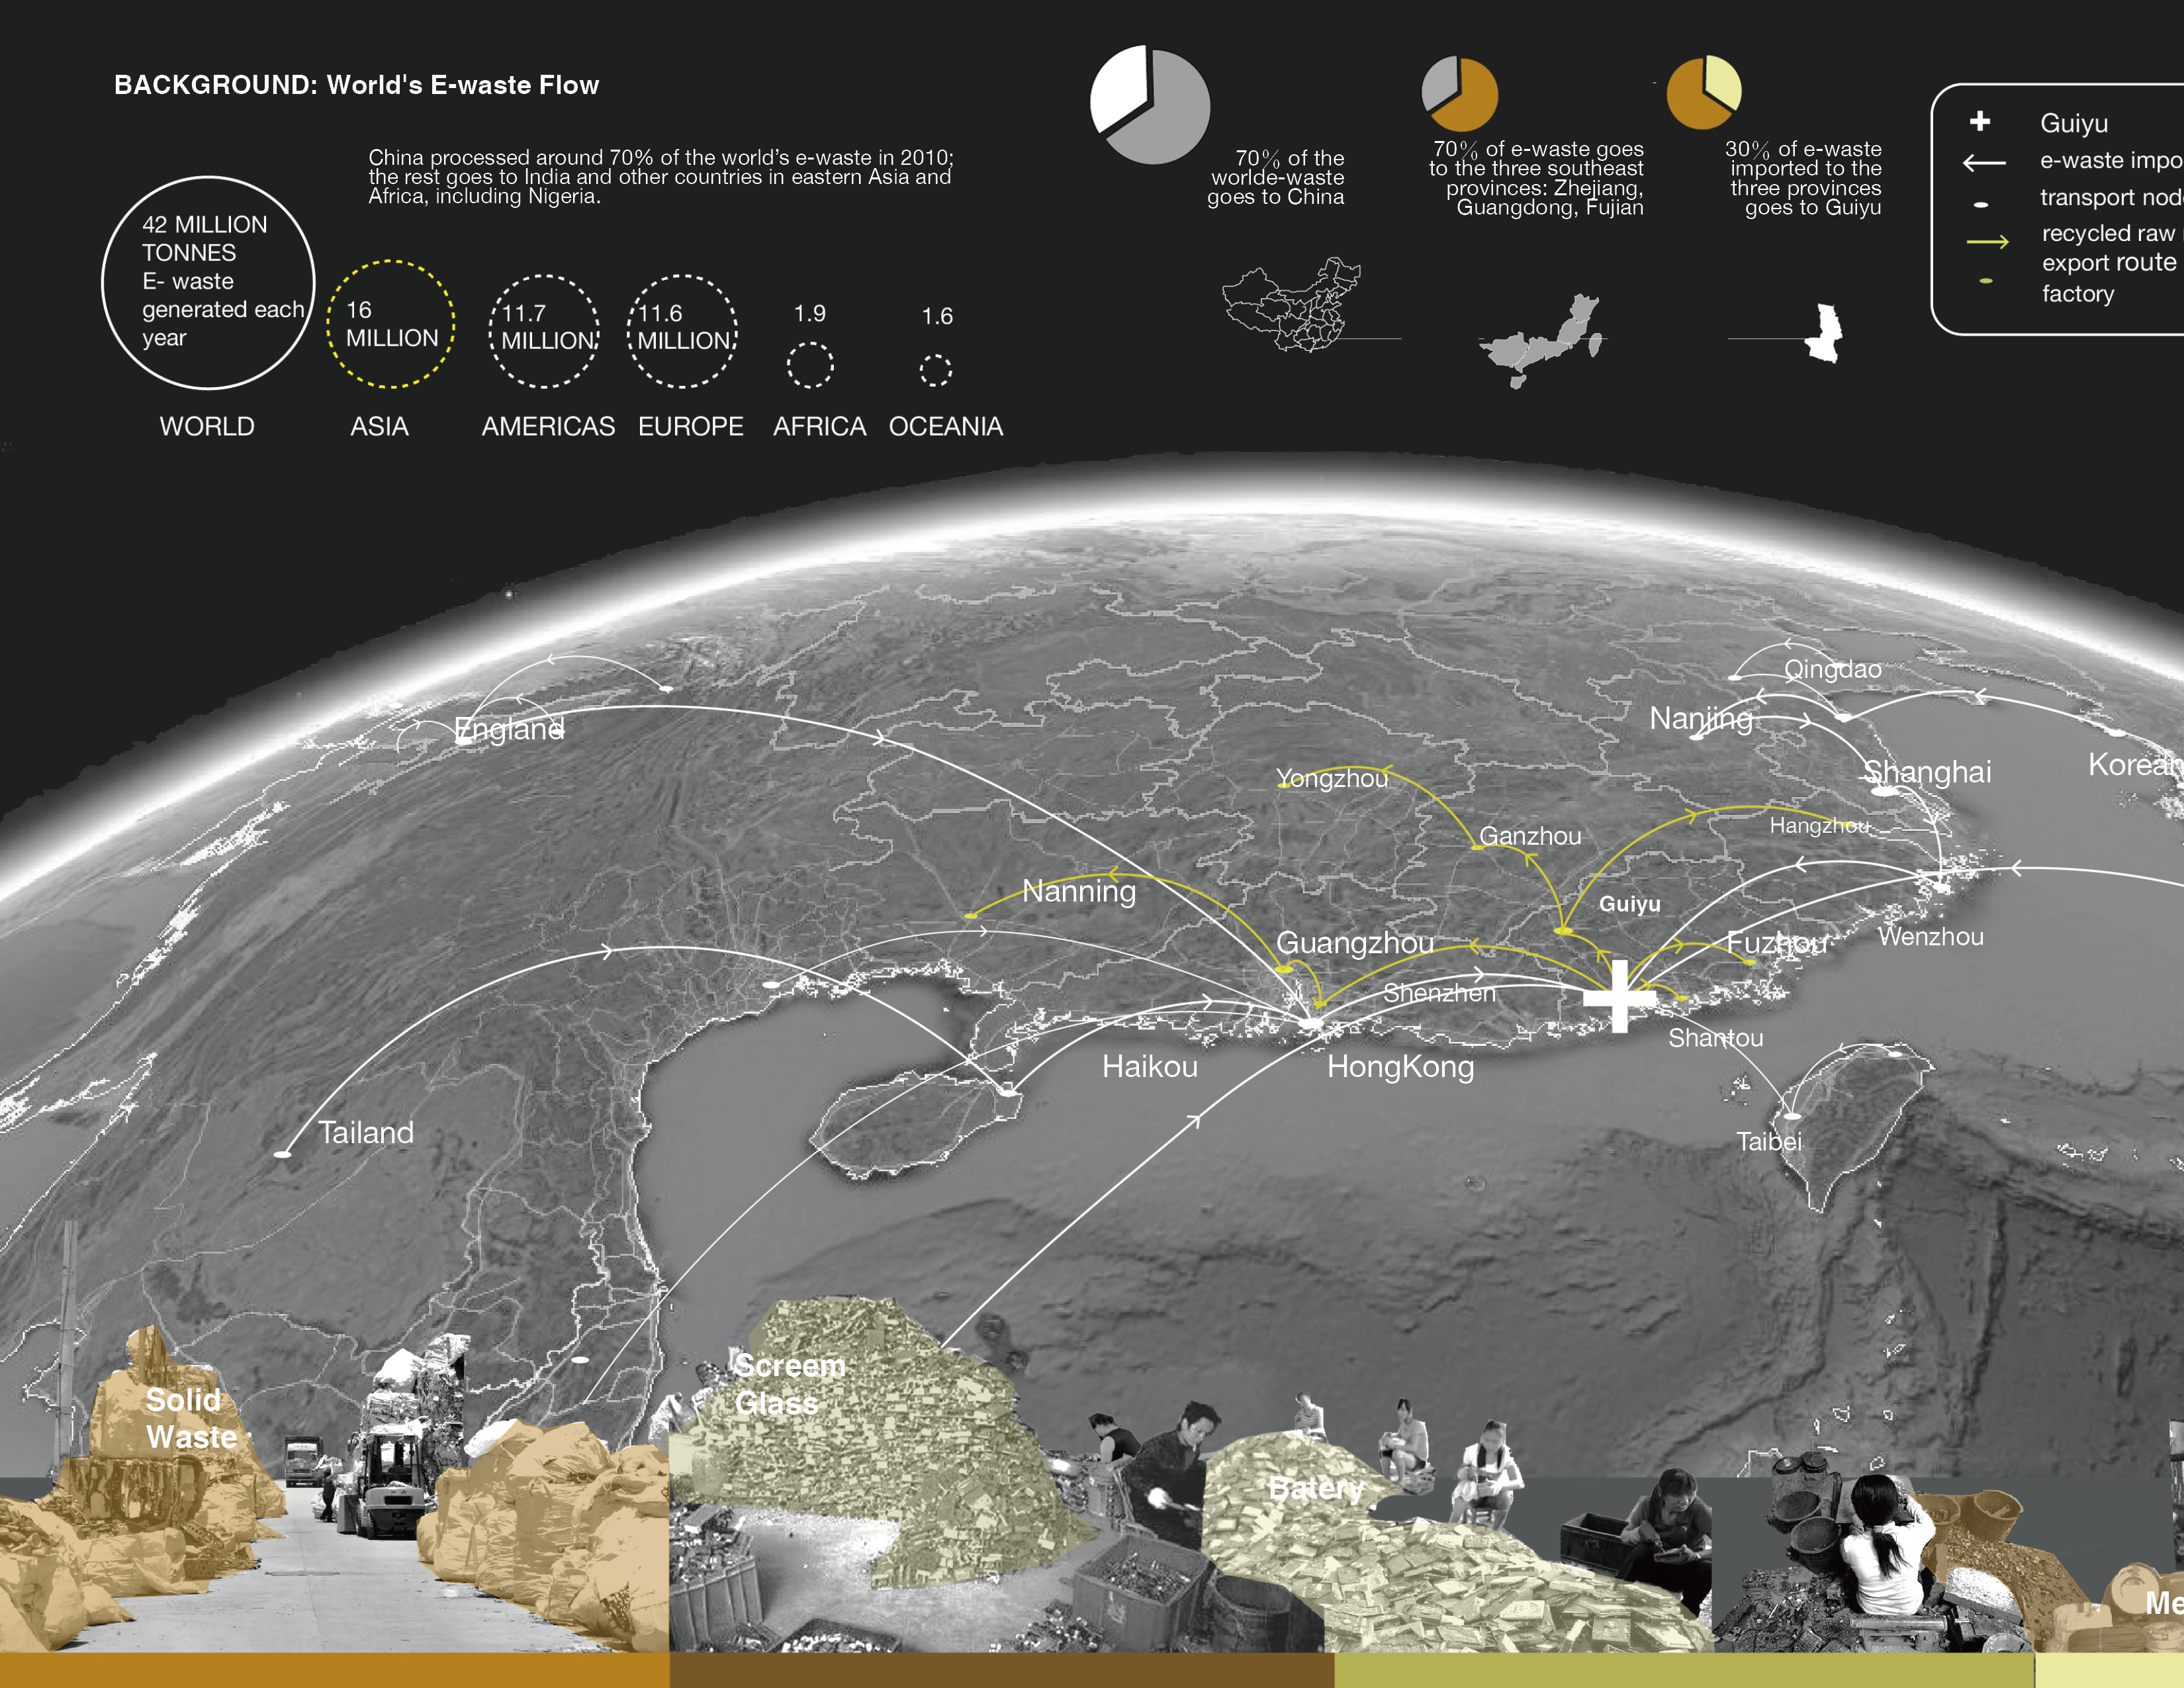 BACKGROUND: World's E-waste Flow
China processed around 70% of the world's e-waste in 2010;
the rest goes to India and other countries in eastern Asia and
Africa, including Nigeria.
42 MILLION
TONNES
E- waste
generated each
year
WORLD
16
MILLION
ASIA
11.7
MILLION
AMERICAS
11.6
MILLION
EUROPE
1.9
AFRICA
1.6
OCEANIA
70% of the
worlde-waste
goes to China
70% of e-waste goes
to the three southeast
provinces: Zhejiang,
Guangdong, Fujian
30% of e-waste
imported to the
three provinces
goes to Guiyu
Guiyu
e-waste impo
transport nod
recycled raw
export route
factory
Qingdao
Nanjing
England
Shanghai
Korean
Yongzhou
Hangzhou
Ganzhou
Nanning
Guiyu
Guangzhou
Fuzhou
Wenzhou
Shenzhen
Shantou
Haikou
HongKong
Tailand
Taibei
Screem
Glass
Solid
Waste
Batery
Me